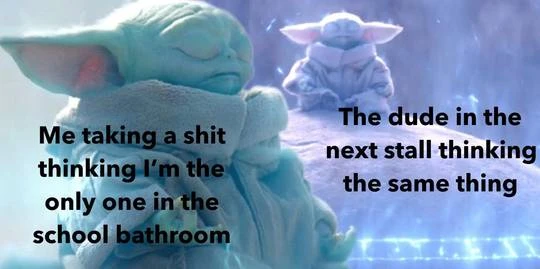 Me taking a shit
thinking I’m the
only one in the
school bathroom
The dude in the
next stall thinking
the same thing